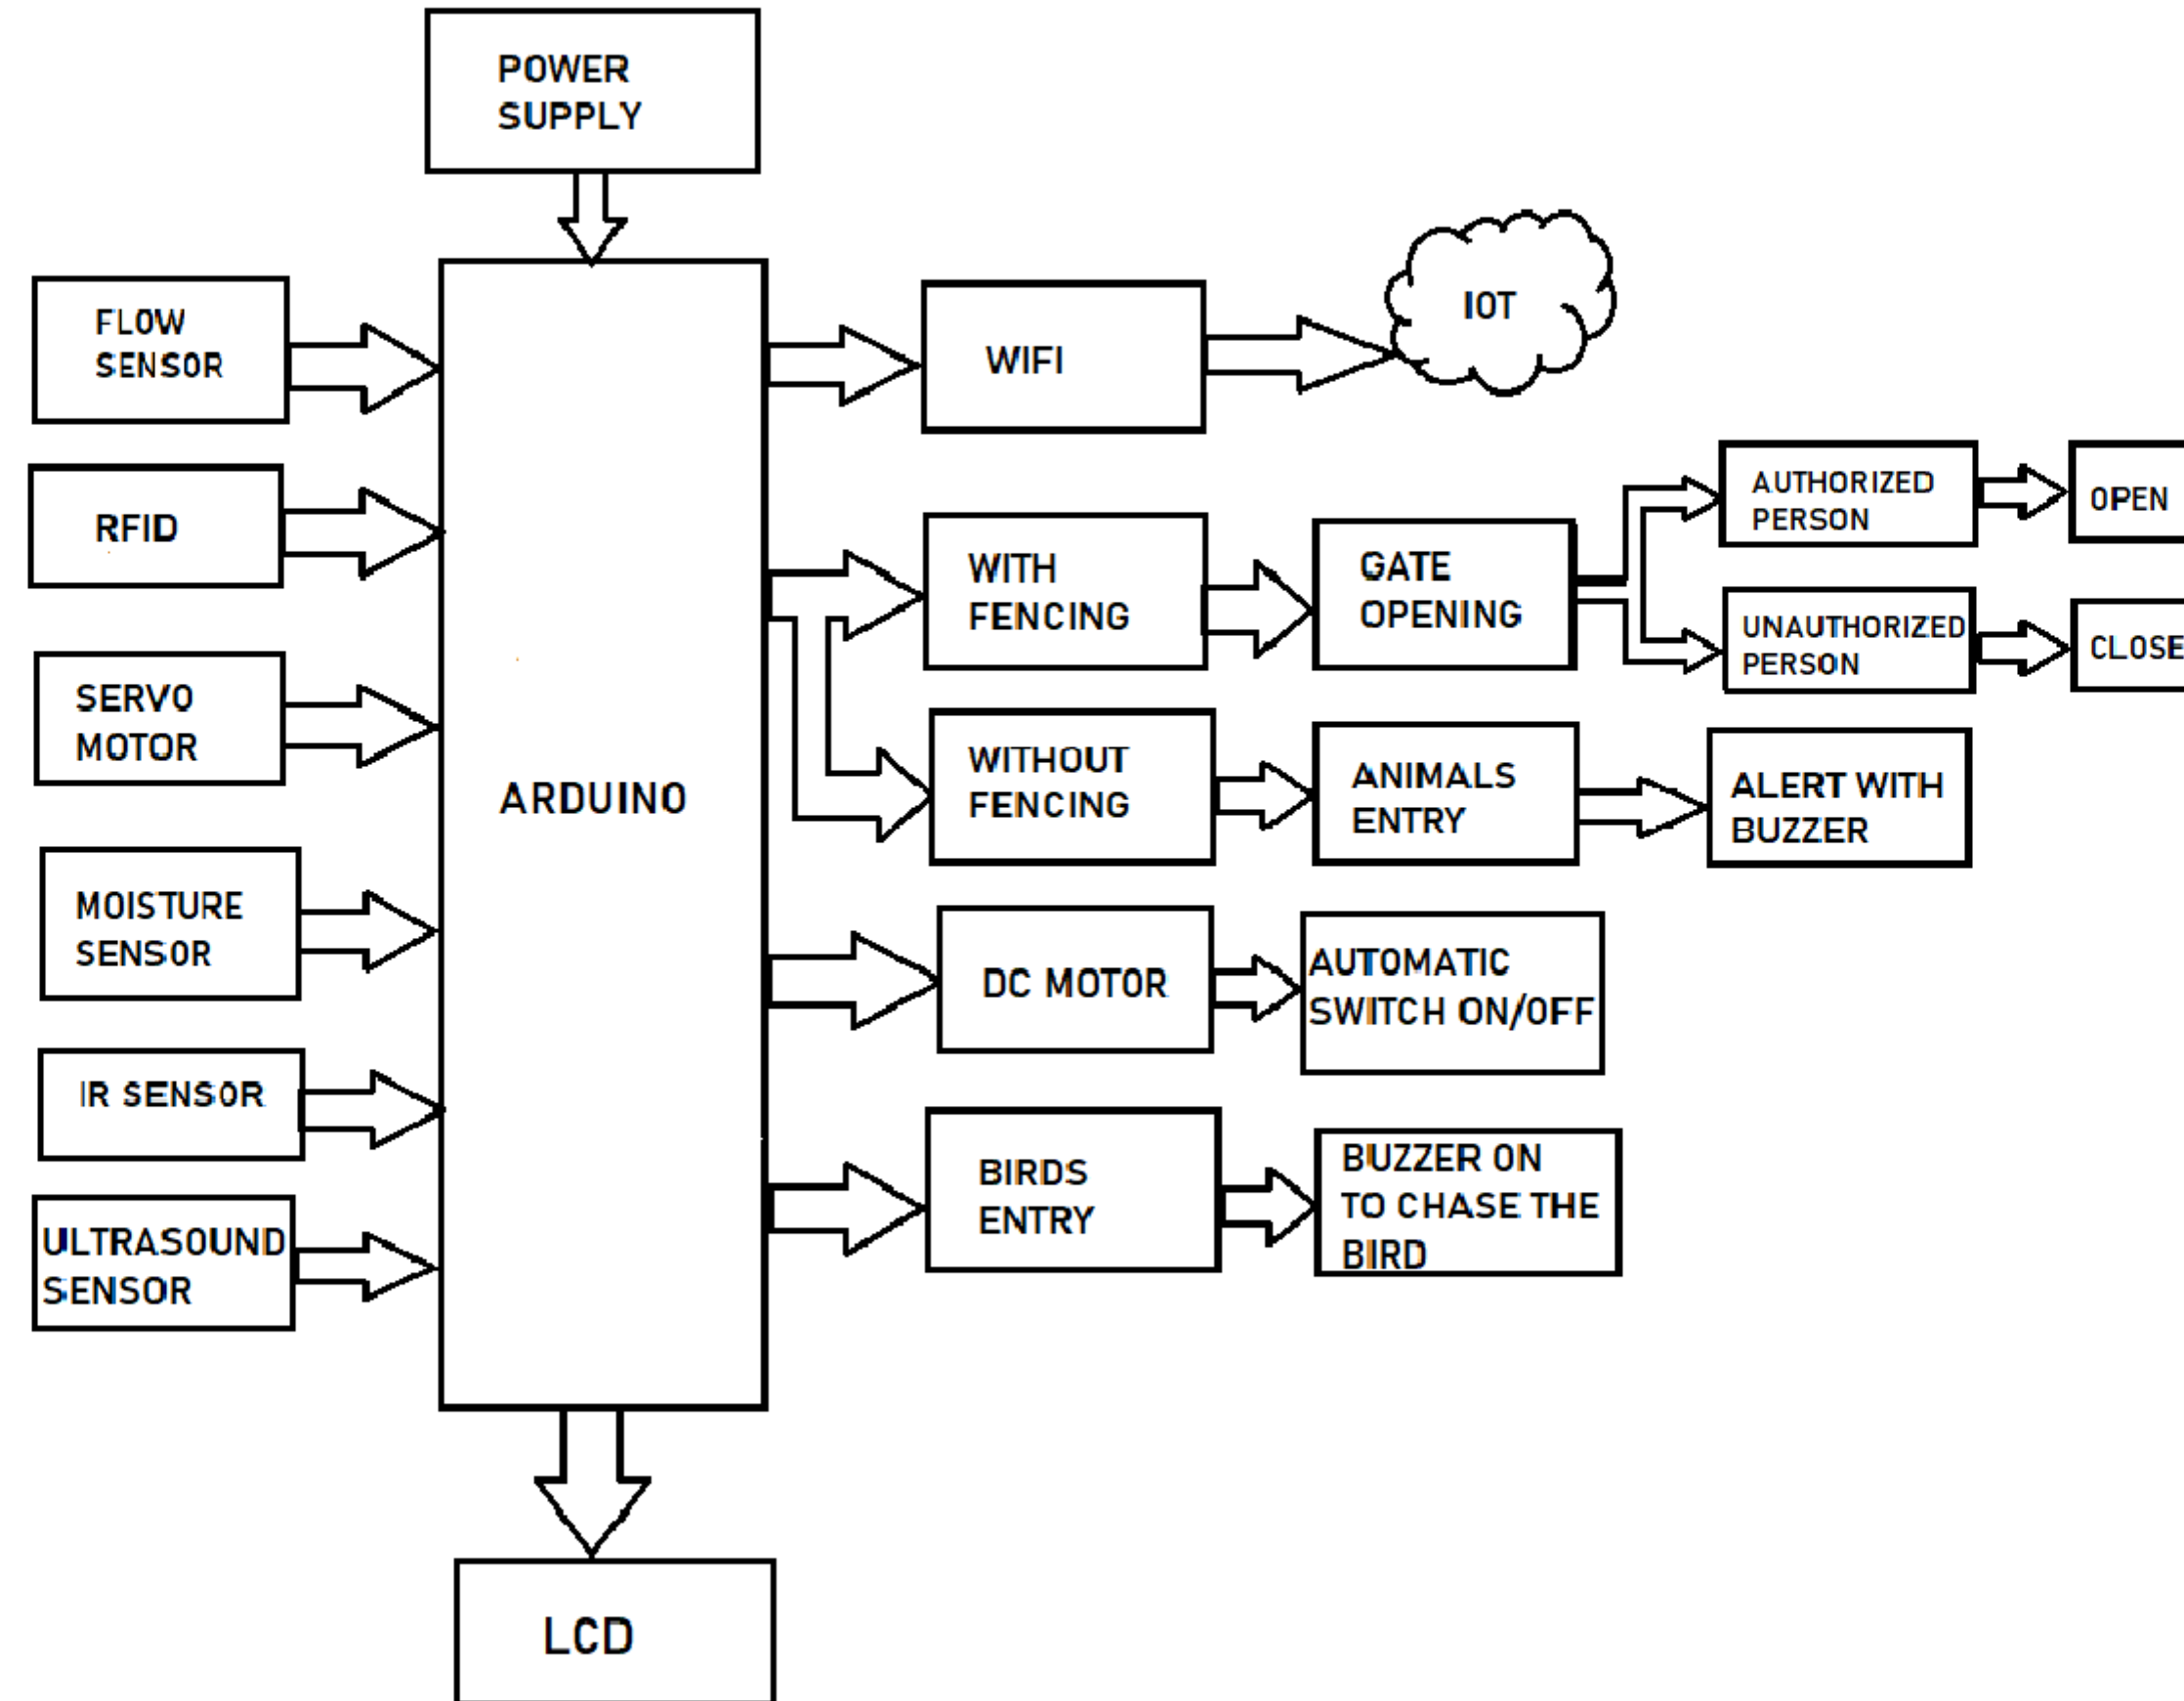 POWER
SUPPLY
FLOW
SENSOR
RFID
SERVO
MOTOR
MOISTURE
SENSOR
IR SENSOR
ULTRASOUND
SENSOR
ARDUINO
LCD
WIFI
IOT
WITH
FENCING
GATE
OPENING
AUTHORIZED
PERSON
OPEN
UNAUTHORIZED
PERSON
CLOSE
WITHOUT
FENCING
ANIMALS
ENTRY
ALERT WITH
BUZZER
DC MOTOR
AUTOMATIC
SWITCH ON/OFF
BIRDS
ENTRY
BUZZER ON
TO CHASE THE
BIRD